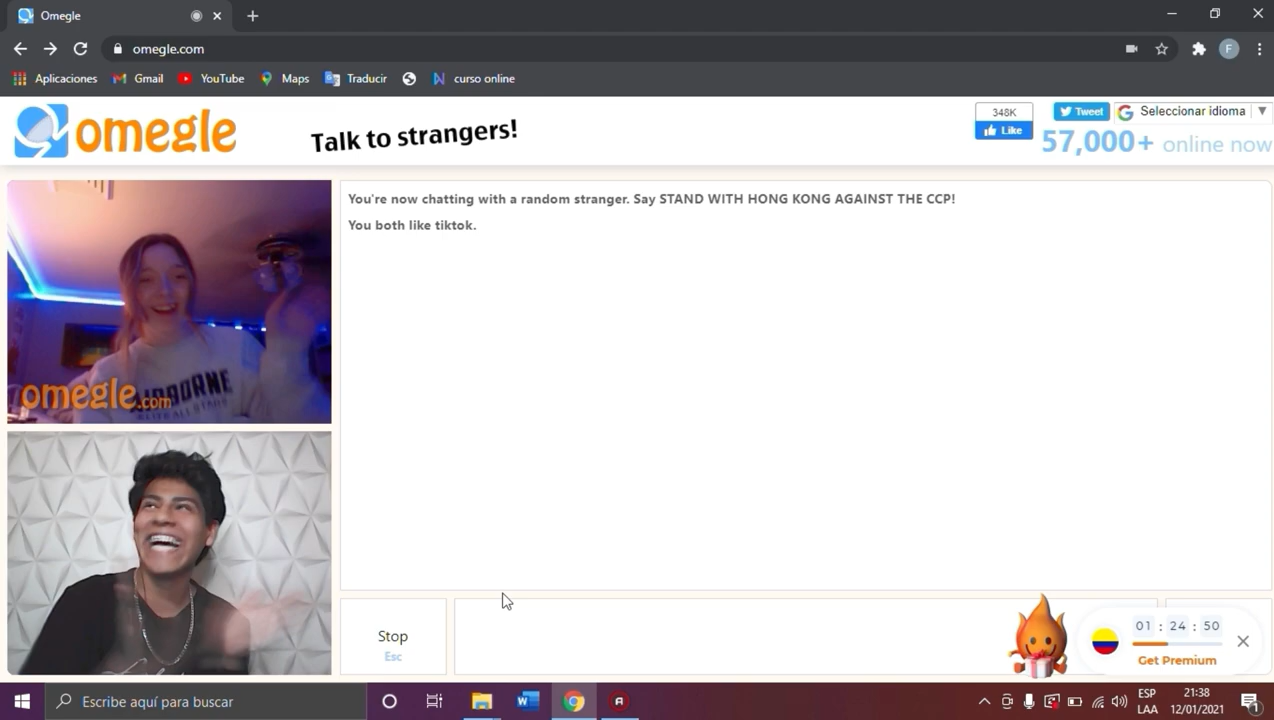 Omegle
omegle.com
Aplicaciones
Gmail
YouTube
Maps
Traducir
curso online
F
omegle
Talk to strangers!
348K
Like
Tweet
G Seleccionar idioma
57,000+ online now
You're now chatting with a random stranger. Say STAND WITH HONG KONG AGAINST THE CCP!
You both like tiktok.
omegle.com
Stop
Esc
01 : 24 : 50
Get Premium
Escribe aquí para buscar
ESP
LAA
21:38
12/01/2021
1